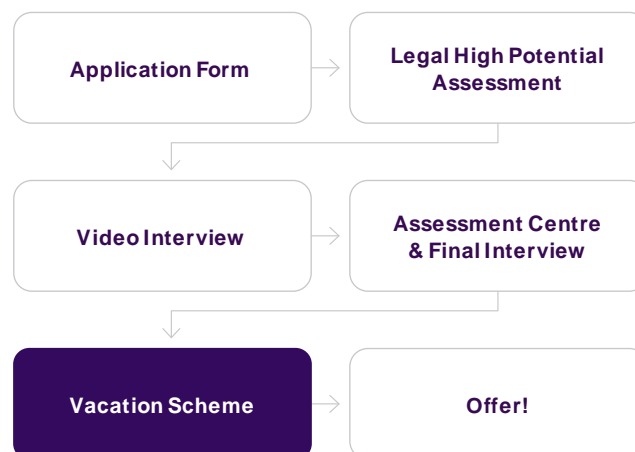 Application Form
Legal High Potential
Assessment
Video Interview
Assessment Centre
& Final Interview
Vacation Scheme
Offer!